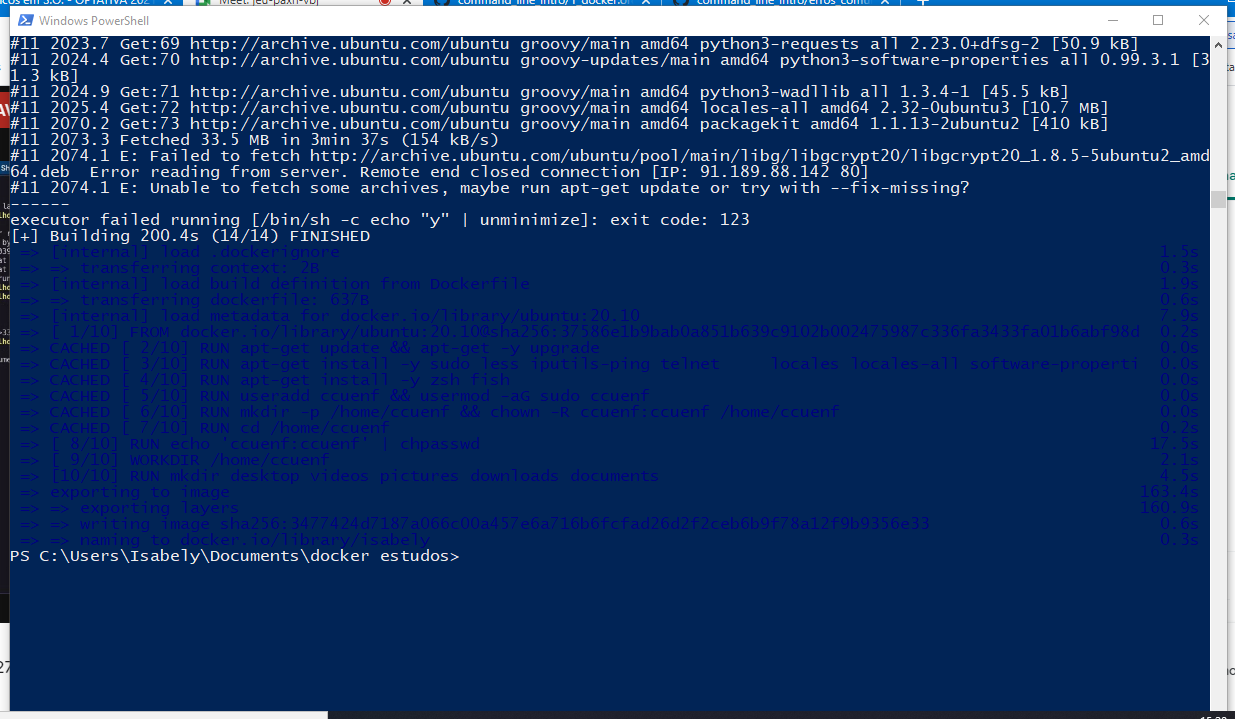 Windows PowerShell
#11 2023.7 Get:69 http://archive.ubuntu.com/ubuntu groovy/main amd64 python3-requests all 2.23.0+dfsg-2 [50.9 kB]
#11 2024.4 Get:70 http://archive.ubuntu.com/ubuntu groovy-updates/main amd64 python3-software-properties all 0.99.3.1 [3
1.3 kB]
#11 2024.9 Get:71 http://archive.ubuntu.com/ubuntu groovy/main amd64 python3-wadllib all 1.3.4-1 [45.5 kB]
#11 2025.4 Get:72 http://archive.ubuntu.com/ubuntu groovy/main amd64 locales-all amd64 2.32-0ubuntu3 [10.7 MB]
#11 2070.2 Get:73 http://archive.ubuntu.com/ubuntu groovy/main amd64 packagekit amd64 1.1.13-2ubuntu2 [410 kB]
#11 2073.3 Fetched 33.5 MB in 3min 37s (154 kB/s)
#11 2074.1 E: Failed to fetch http://archive.ubuntu.com/ubuntu/pool/main/libg/libgcrypt20/libgcrypt20_1.8.5-5ubuntu2_amd
64.deb  Error reading from server. Remote end closed connection [IP: 91.189.88.142 80]
#11 2074.1 E: Unable to fetch some archives, maybe run apt-get update or try with --fix-missing?
------
executor failed running [/bin/sh -c echo "y" | unminimize]: exit code: 123
[+] Building 200.4s (14/14) FINISHED
=> [internal] load .dockerignore 1.5s
=> => transferring context: 2B 0.3s
=> [internal] load build definition from Dockerfile 1.9s
=> => transferring dockerfile: 637B 0.6s
=> [internal] load metadata for docker.io/library/ubuntu:20.10 7.9s
=> [ 1/10] FROM docker.io/library/ubuntu:20.10@sha256:37586e1b9bab0a851b639c9102b002475987c336fa3433fa01b6abf98d 0.2s
=> CACHED [ 2/10] RUN apt-get update && apt-get -y upgrade 0.0s
=> CACHED [ 3/10] RUN apt-get install -y sudo less iputils-ping telnet     locales locales-all software-properti 0.0s
=> CACHED [ 4/10] RUN apt-get install -y zsh fish 0.0s
=> CACHED [ 5/10] RUN useradd ccuenf && usermod -aG sudo ccuenf 0.0s
=> CACHED [ 6/10] RUN mkdir -p /home/ccuenf && chown -R ccuenf:ccuenf /home/ccuenf 0.0s
=> CACHED [ 7/10] RUN cd /home/ccuenf 0.2s
=> [ 8/10] RUN echo 'ccuenf:ccuenf' | chpasswd 17.5s
=> [ 9/10] WORKDIR /home/ccuenf 2.1s
=> [10/10] RUN mkdir desktop videos pictures downloads documents 4.5s
=> exporting to image 163.4s
=> => exporting layers 160.9s
=> => writing image sha256:3477424d7187a066c00a457e6a716b6fcfad26d2f2ceb6b9f78a12f9b9356e33 0.6s
=> => naming to docker.io/library/isabely 0.3s
PS C:\Users\Isabely\Documents\docker estudos>